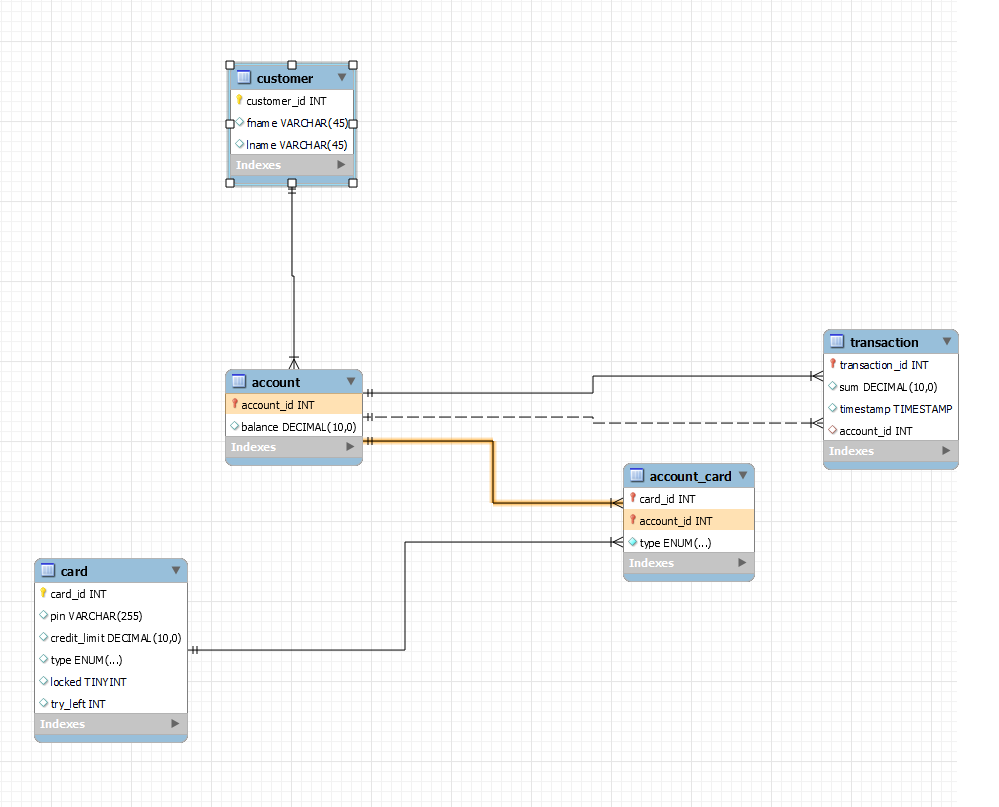 customer
customer_id INT
fname VARCHAR(45)
lname VARCHAR(45)
Indexes
transaction
transaction_id INT
sum DECIMAL(10,0)
timestamp TIMESTAMP
account_id INT
Indexes
account
account_id INT
balance DECIMAL(10,0)
Indexes
account_card
card_id INT
account_id INT
type ENUM(...)
Indexes
card
card_id INT
pin VARCHAR(255)
credit_limit DECIMAL(10,0)
type ENUM(...)
locked TINYINT
try_left INT
Indexes